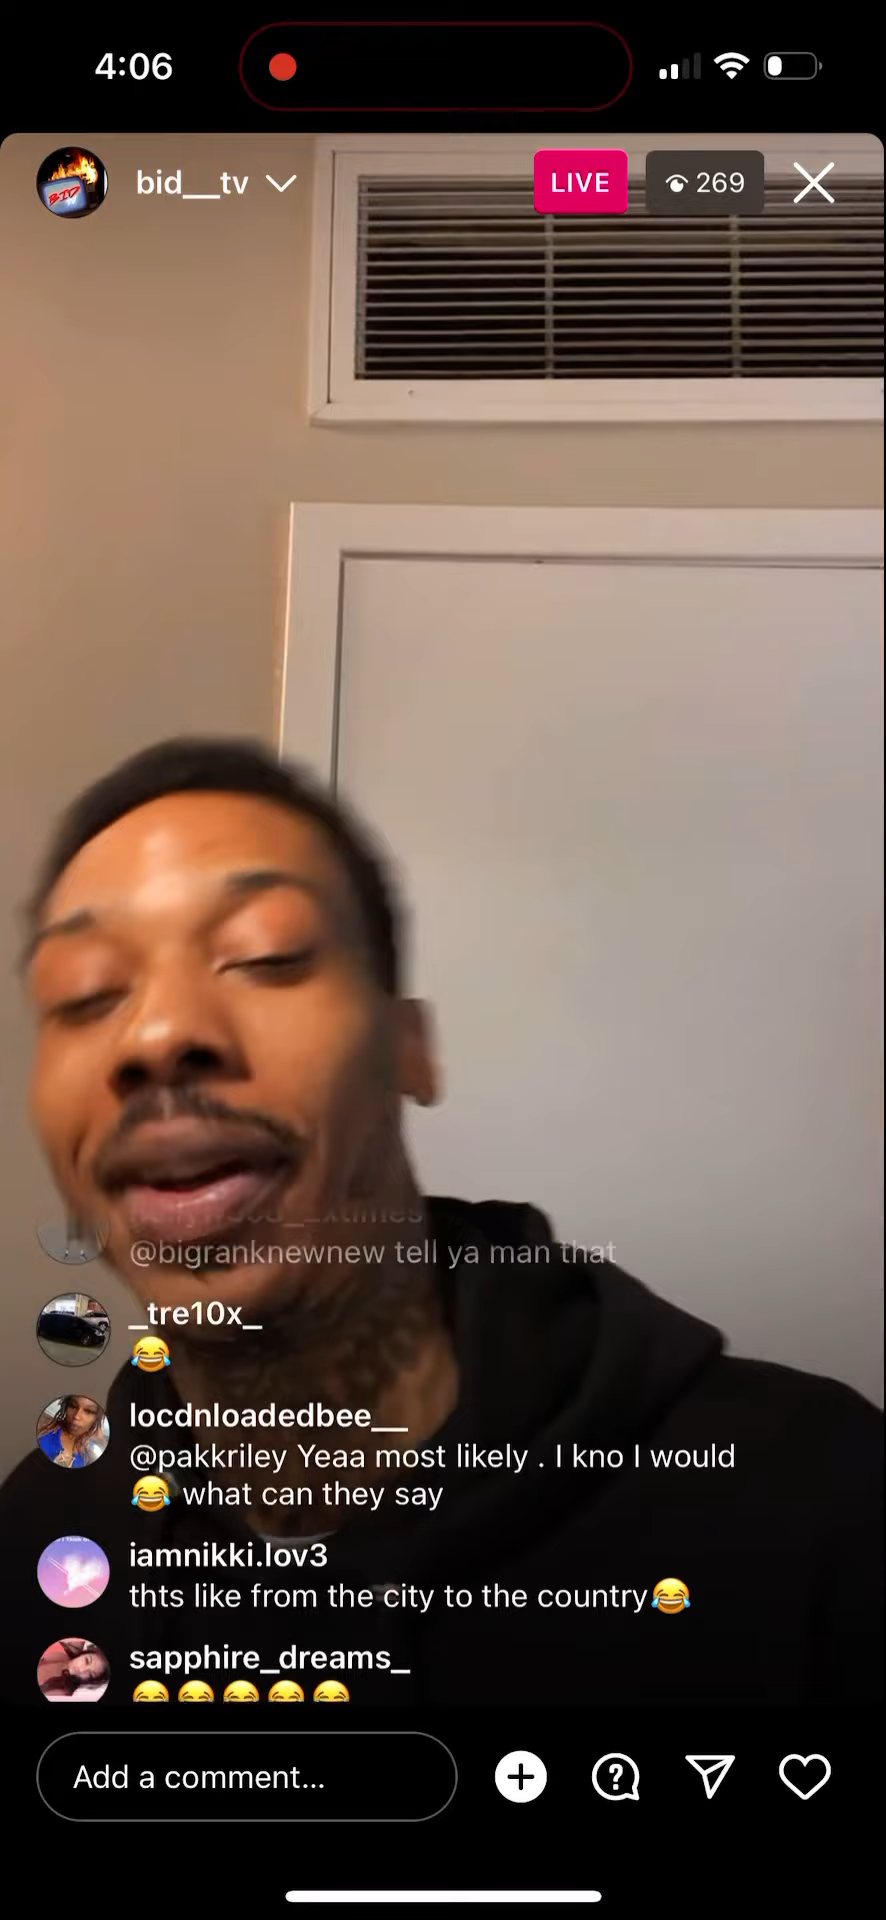 4:06
BID
bid__tv
LIVE
269
@bigranknewnew tell ya man that
_tre10x_
😂
locdnloadedbee__
@pakkriley Yeaa most likely . I kno I would
😂 what can they say
iamnikki.lov3
thts like from the city to the country😂
sapphire_dreams_
😂😂😂😂😂
Add a comment...